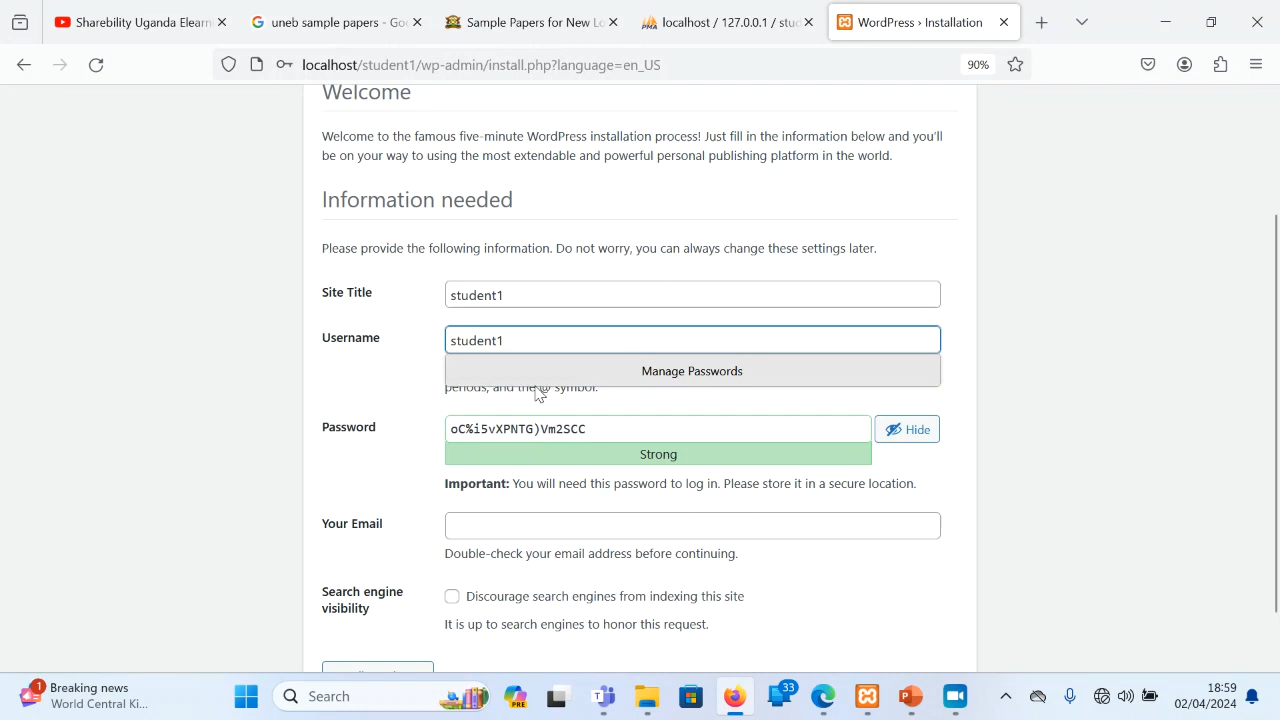 Sharebility Uganda Elearn
uneb sample papers - Goo
Sample Papers for New Lo
localhost / 127.0.0.1 / stud
WordPress › Installation
localhost/student1/wp-admin/install.php?language=en_US
90%
Welcome
Welcome to the famous five-minute WordPress installation process! Just fill in the information below and you'll
be on your way to using the most extendable and powerful personal publishing platform in the world.
Information needed
Please provide the following information. Do not worry, you can always change these settings later.
Site Title
student1
Username
student1
Manage Passwords
periods, and the @ symbol.
Password
oC%i5vXPNTG)Vm2SCC
Hide
Strong
Important: You will need this password to log in. Please store it in a secure location.
Your Email
Double-check your email address before continuing.
Search engine
visibility
Discourage search engines from indexing this site
It is up to search engines to honor this request.
1
Breaking news
World Central Ki...
Search
PRE
33
18:59
02/04/2024